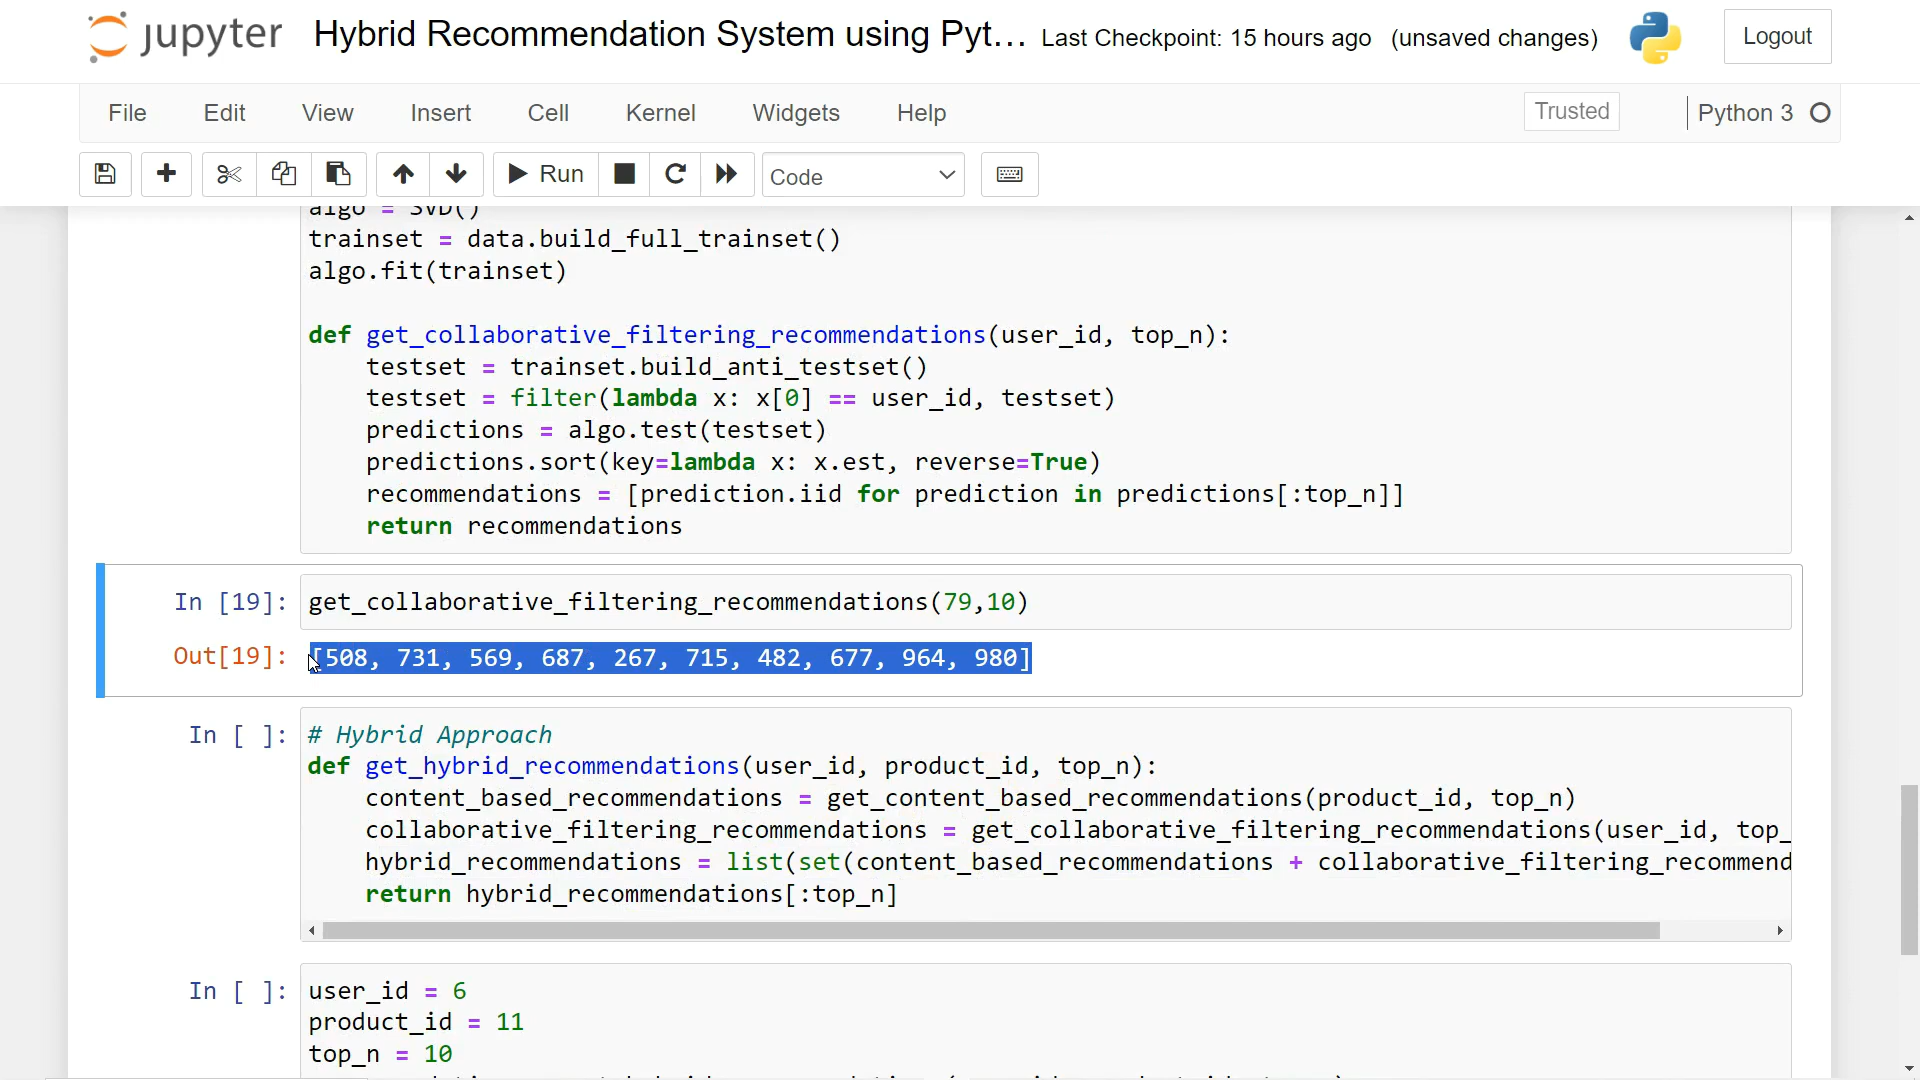 jupyter Hybrid Recommendation System using Pyt... Last Checkpoint: 15 hours ago (unsaved changes) Logout
File Edit View Insert Cell Kernel Widgets Help Trusted Python 3
Run Code
algo = SVD()
trainset = data.build_full_trainset()
algo.fit(trainset)
def get_collaborative_filtering_recommendations(user_id, top_n):
testset = trainset.build_anti_testset()
testset = filter(lambda x: x[0] == user_id, testset)
predictions = algo.test(testset)
predictions.sort(key=lambda x: x.est, reverse=True)
recommendations = [prediction.iid for prediction in predictions[:top_n]]
return recommendations
In [19]: get_collaborative_filtering_recommendations(79,10)
Out[19]: [508, 731, 569, 687, 267, 715, 482, 677, 964, 980]
In [ ]: # Hybrid Approach
def get_hybrid_recommendations(user_id, product_id, top_n):
content_based_recommendations = get_content_based_recommendations(product_id, top_n)
collaborative_filtering_recommendations = get_collaborative_filtering_recommendations(user_id, top_
hybrid_recommendations = list(set(content_based_recommendations + collaborative_filtering_recommend
return hybrid_recommendations[:top_n]
In [ ]: user_id = 6
product_id = 11
top_n = 10